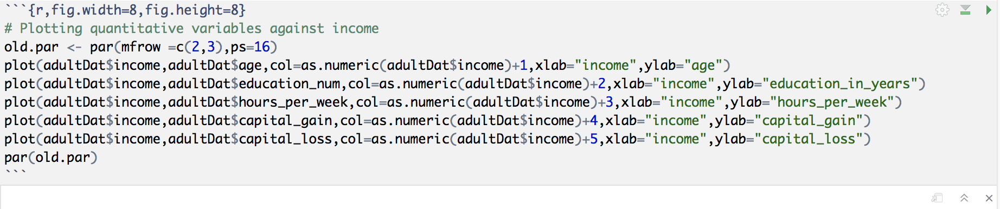 ```{r,fig.width=8,fig.height=8}
# Plotting quantitative variables against income
old.par <- par(mfrow =c(2,3),ps=16)
plot(adultDat$income,adultDat$age,col=as.numeric(adultDat$income)+1,xlab="income",ylab="age")
plot(adultDat$income,adultDat$education_num,col=as.numeric(adultDat$income)+2,xlab="income",ylab="education_in_years")
plot(adultDat$income,adultDat$hours_per_week,col=as.numeric(adultDat$income)+3,xlab="income",ylab="hours_per_week")
plot(adultDat$income,adultDat$capital_gain,col=as.numeric(adultDat$income)+4,xlab="income",ylab="capital_gain")
plot(adultDat$income,adultDat$capital_loss,col=as.numeric(adultDat$income)+5,xlab="income",ylab="capital_loss")
par(old.par)
```